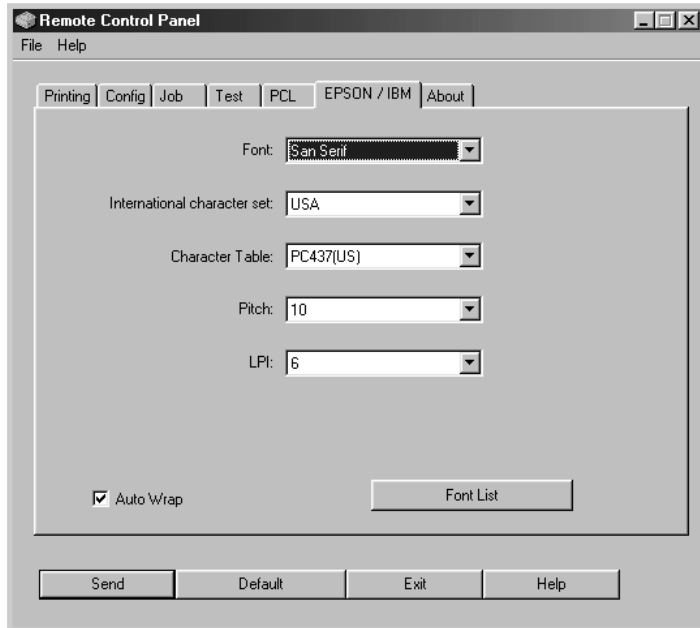 Remote Control Panel
File Help
Printing Config Job Test PCL EPSON / IBM About
Font: San Serif
International character set: USA
Character Table: PC437(US)
Pitch: 10
LPI: 6
Auto Wrap Font List
Send Default Exit Help